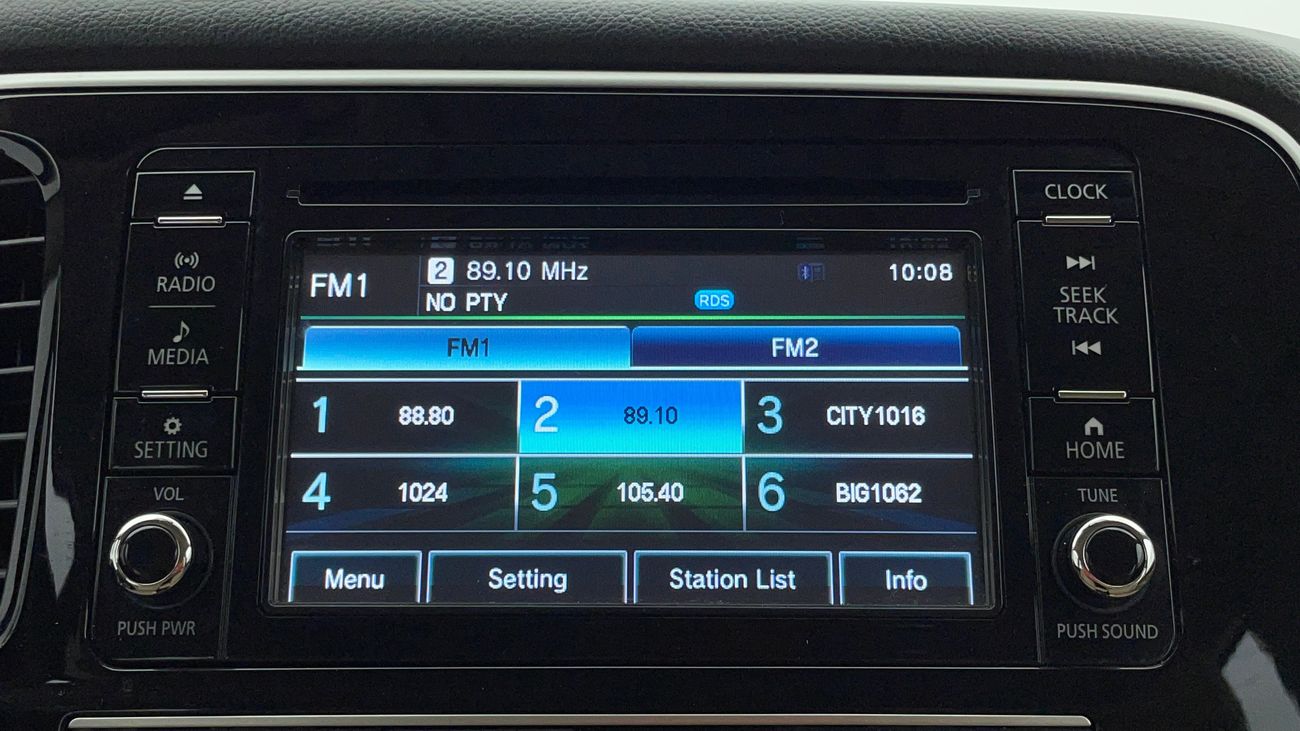 CLOCK
RADIO
MEDIA
SETTING
VOL
PUSH PWR
FM1
2 89.10 MHz
10:08
NO PTY
RDS
FM1 FM2
1 88.80 2 89.10 3 CITY1016
4 1024 5 105.40 6 BIG1062
Menu Setting Station List Info
SEEK
TRACK
HOME
TUNE
PUSH SOUND